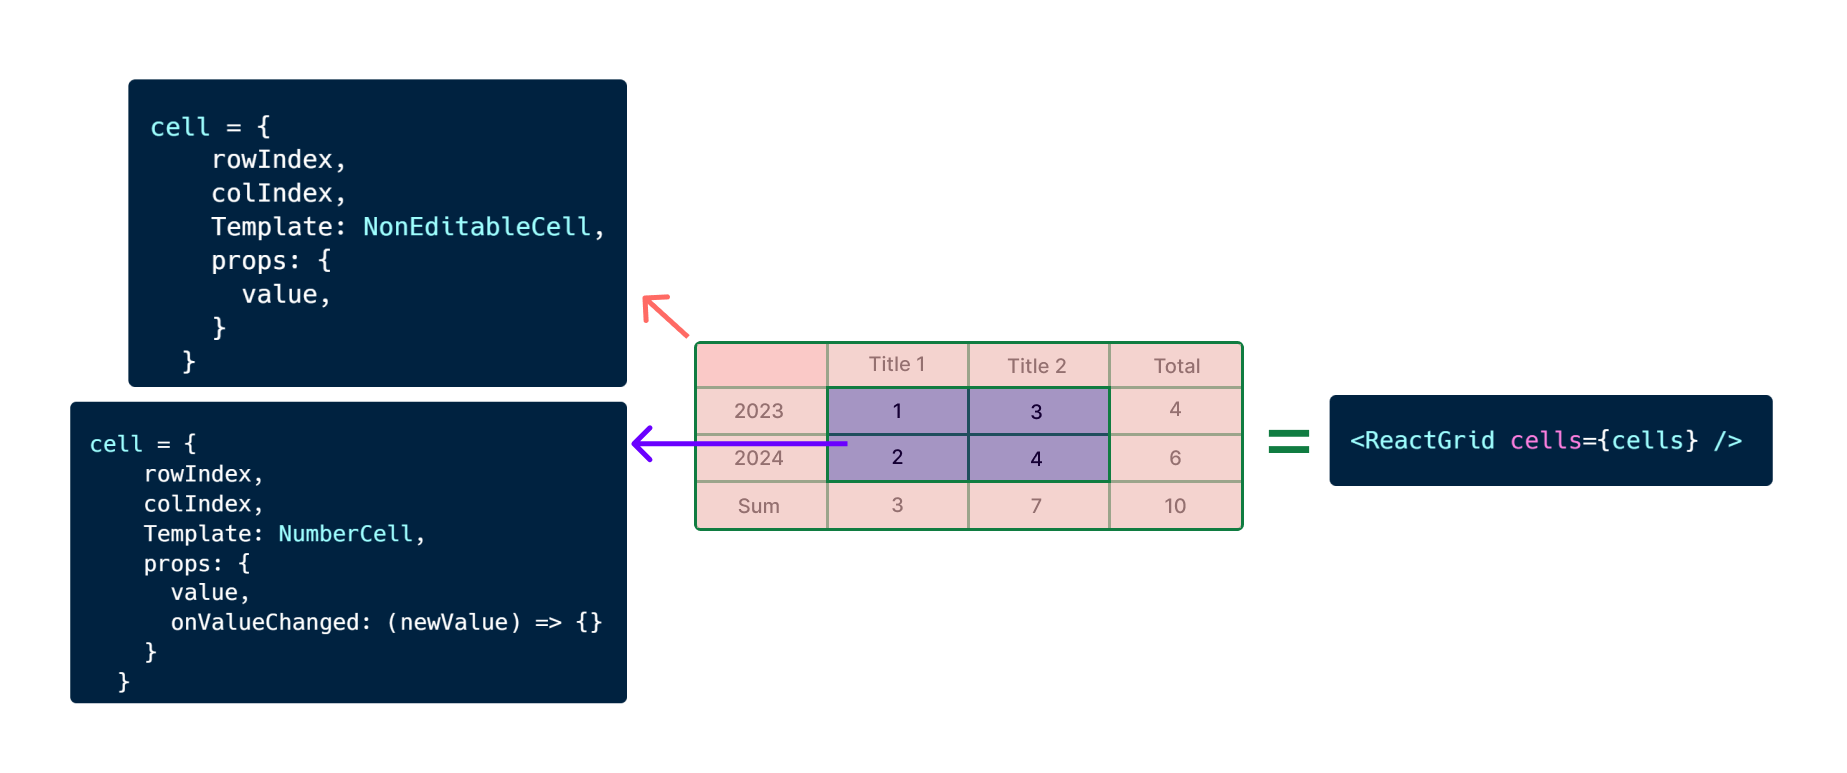 cell = {
rowIndex,
colIndex,
Template: NonEditableCell,
props: {
value,
}
}
cell = {
rowIndex,
colIndex,
Template: NumberCell,
props: {
value,
onValueChanged: (newValue) => {}
}
}
Title 1 Title 2 Total
2023 1 3 4
2024 2 4 6
Sum 3 7 10
=
<ReactGrid cells={cells} />